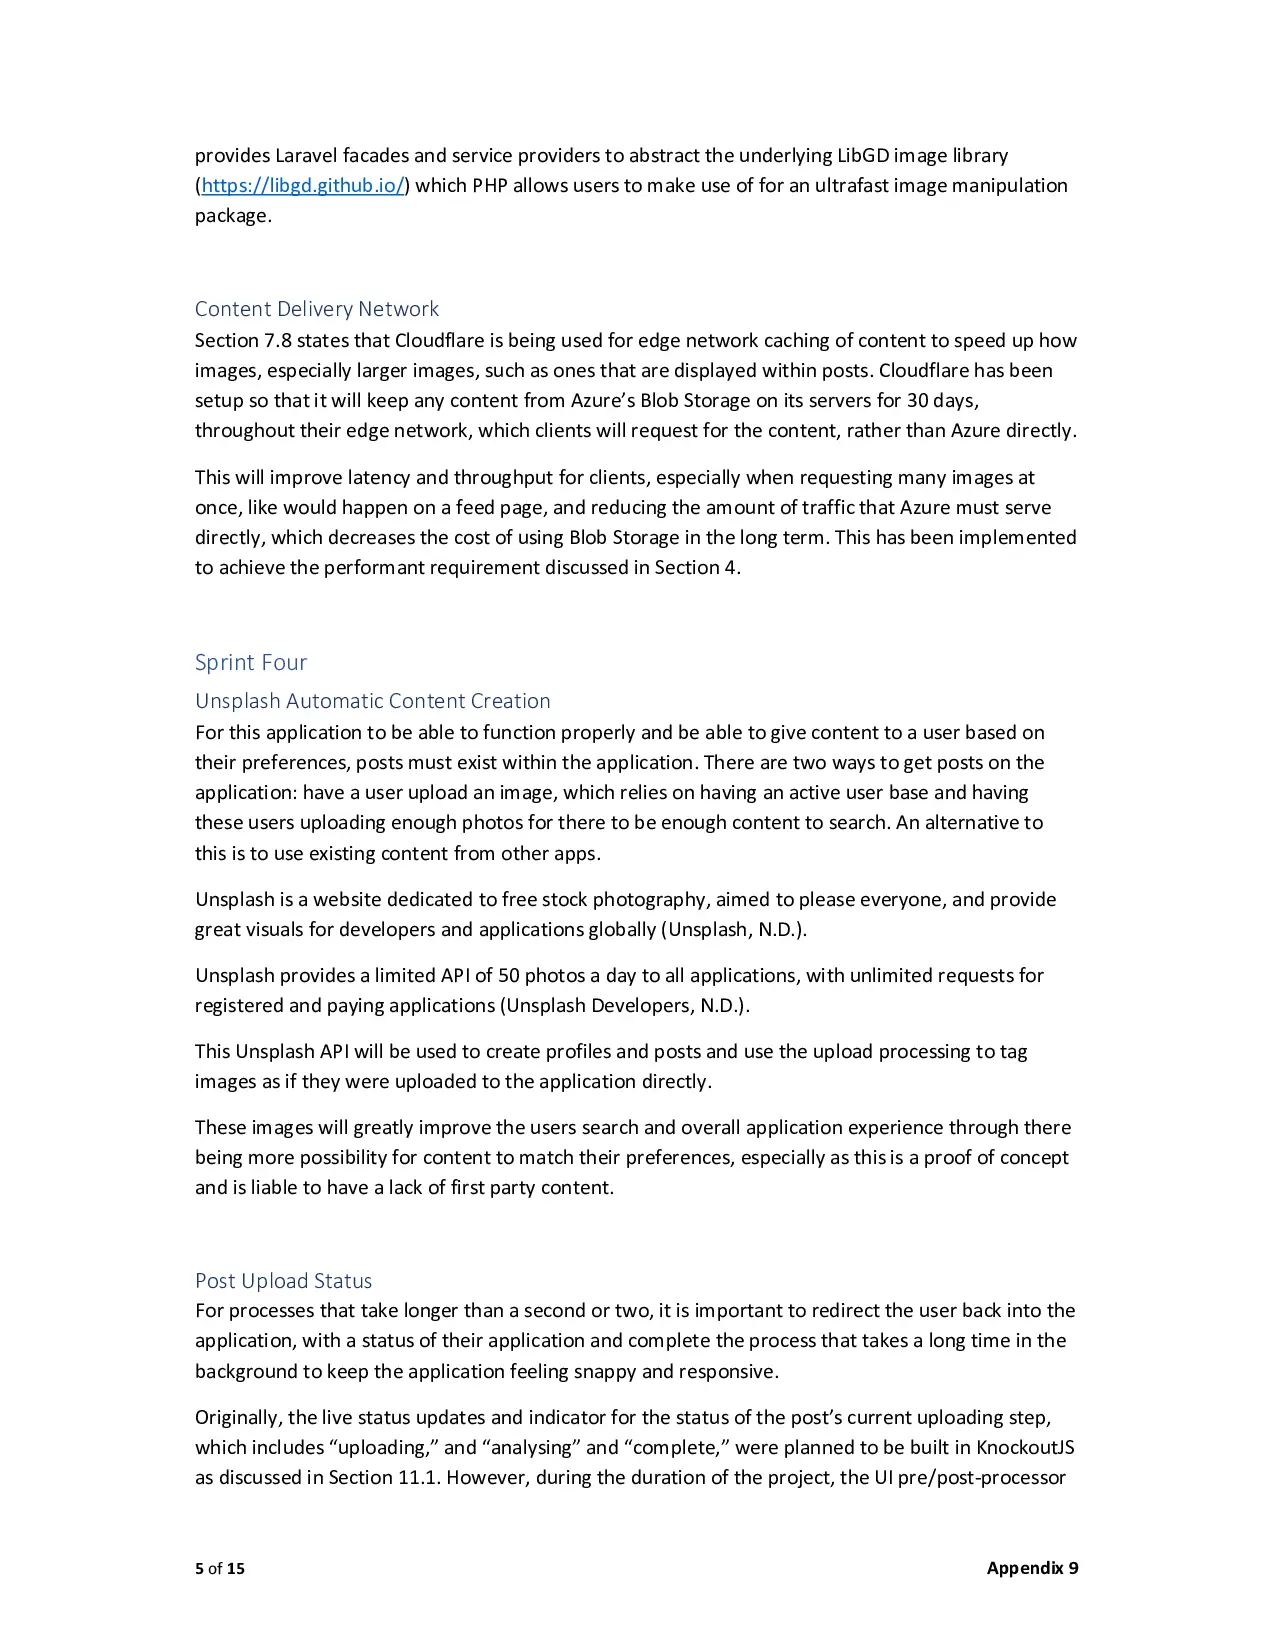 provides Laravel facades and service providers to abstract the underlying LibGD image library
(https://libgd.github.io/) which PHP allows users to make use of for an ultrafast image manipulation
package.
Content Delivery Network
Section 7.8 states that Cloudflare is being used for edge network caching of content to speed up how
images, especially larger images, such as ones that are displayed within posts. Cloudflare has been
setup so that it will keep any content from Azure’s Blob Storage on its servers for 30 days,
throughout their edge network, which clients will request for the content, rather than Azure directly.
This will improve latency and throughput for clients, especially when requesting many images at
once, like would happen on a feed page, and reducing the amount of traffic that Azure must serve
directly, which decreases the cost of using Blob Storage in the long term. This has been implemented
to achieve the performant requirement discussed in Section 4.
Sprint Four
Unsplash Automatic Content Creation
For this application to be able to function properly and be able to give content to a user based on
their preferences, posts must exist within the application. There are two ways to get posts on the
application: have a user upload an image, which relies on having an active user base and having
these users uploading enough photos for there to be enough content to search. An alternative to
this is to use existing content from other apps.
Unsplash is a website dedicated to free stock photography, aimed to please everyone, and provide
great visuals for developers and applications globally (Unsplash, N.D.).
Unsplash provides a limited API of 50 photos a day to all applications, with unlimited requests for
registered and paying applications (Unsplash Developers, N.D.).
This Unsplash API will be used to create profiles and posts and use the upload processing to tag
images as if they were uploaded to the application directly.
These images will greatly improve the users search and overall application experience through there
being more possibility for content to match their preferences, especially as this is a proof of concept
and is liable to have a lack of first party content.
Post Upload Status
For processes that take longer than a second or two, it is important to redirect the user back into the
application, with a status of their application and complete the process that takes a long time in the
background to keep the application feeling snappy and responsive.
Originally, the live status updates and indicator for the status of the post’s current uploading step,
which includes “uploading,” and “analysing” and “complete,” were planned to be built in KnockoutJS
as discussed in Section 11.1. However, during the duration of the project, the UI pre/post-processor
5 of 15
Appendix 9